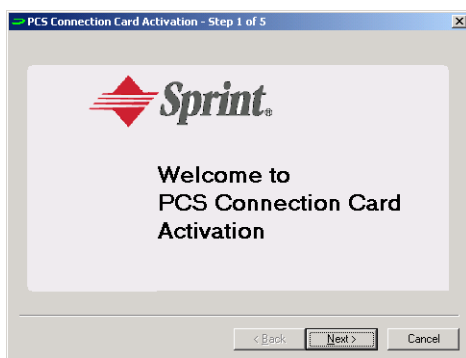 PCS Connection Card Activation - Step 1 of 5
Sprint®
Welcome to
PCS Connection Card
Activation
< Back
Next >
Cancel